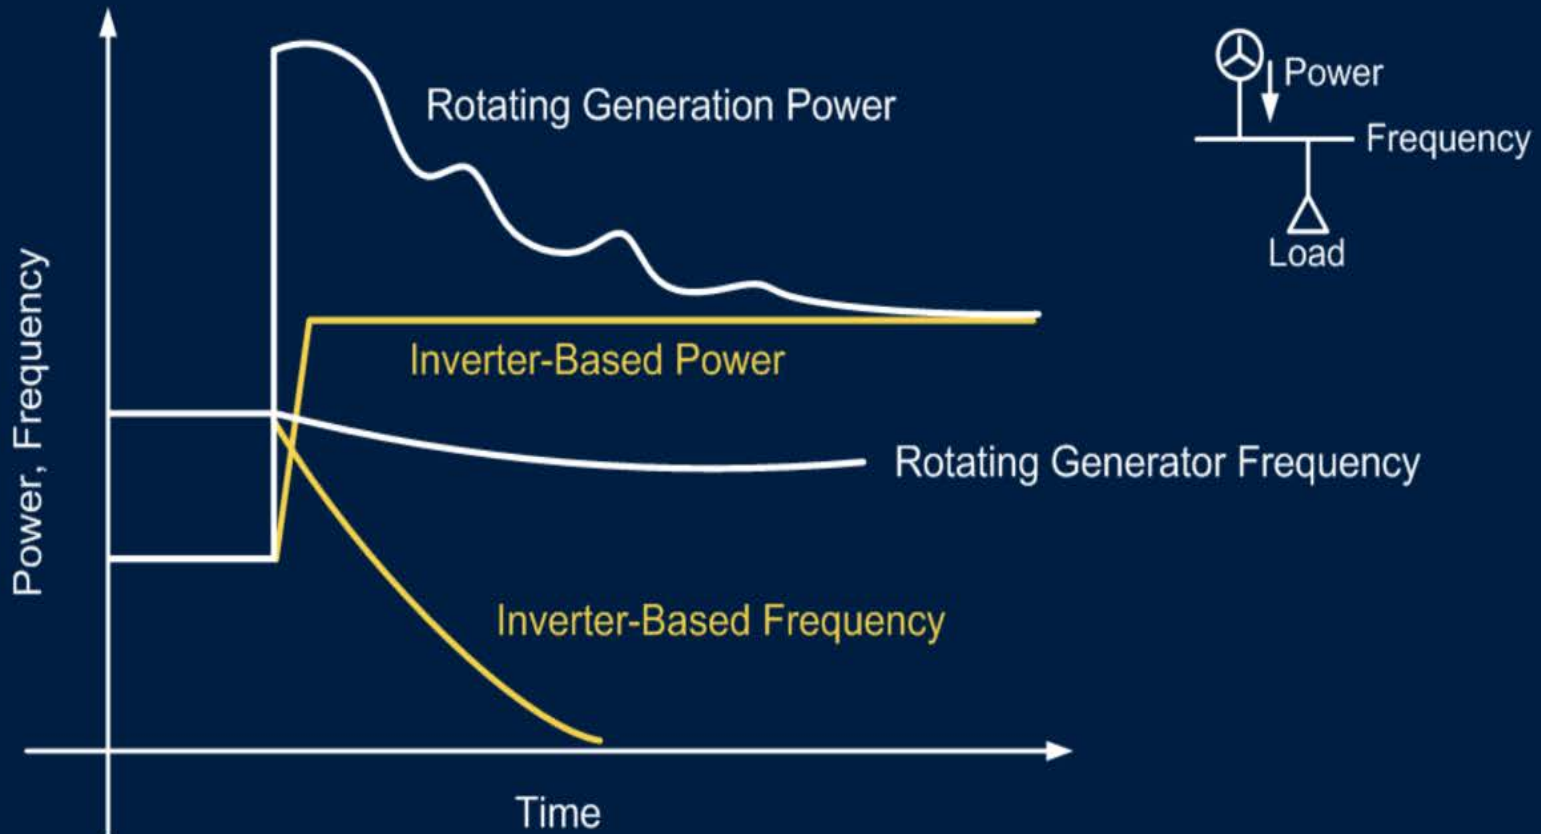 Power
Rotating Generation Power
Frequency
Load
Inverter-Based Power
Power, Frequency
Rotating Generator Frequency
Inverter-Based Frequency
Time